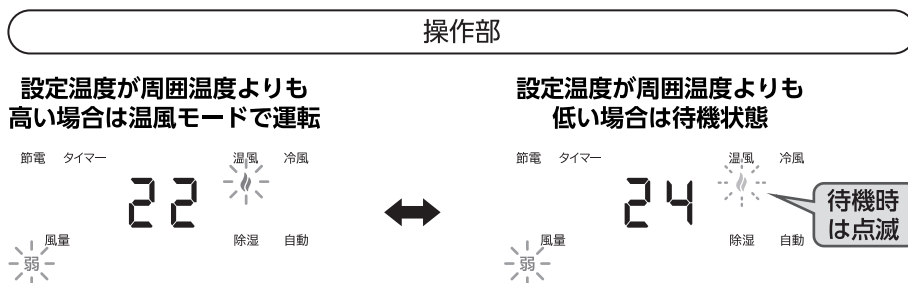 操作部
設定温度が周囲温度よりも
高い場合は温風モードで運転
設定温度が周囲温度よりも
低い場合は待機状態
節電 タイマー 温風 冷風
22
風量 除湿 自動
弱
節電 タイマー 温風 冷風
24
風量 除湿 自動
弱
待機時
は点滅